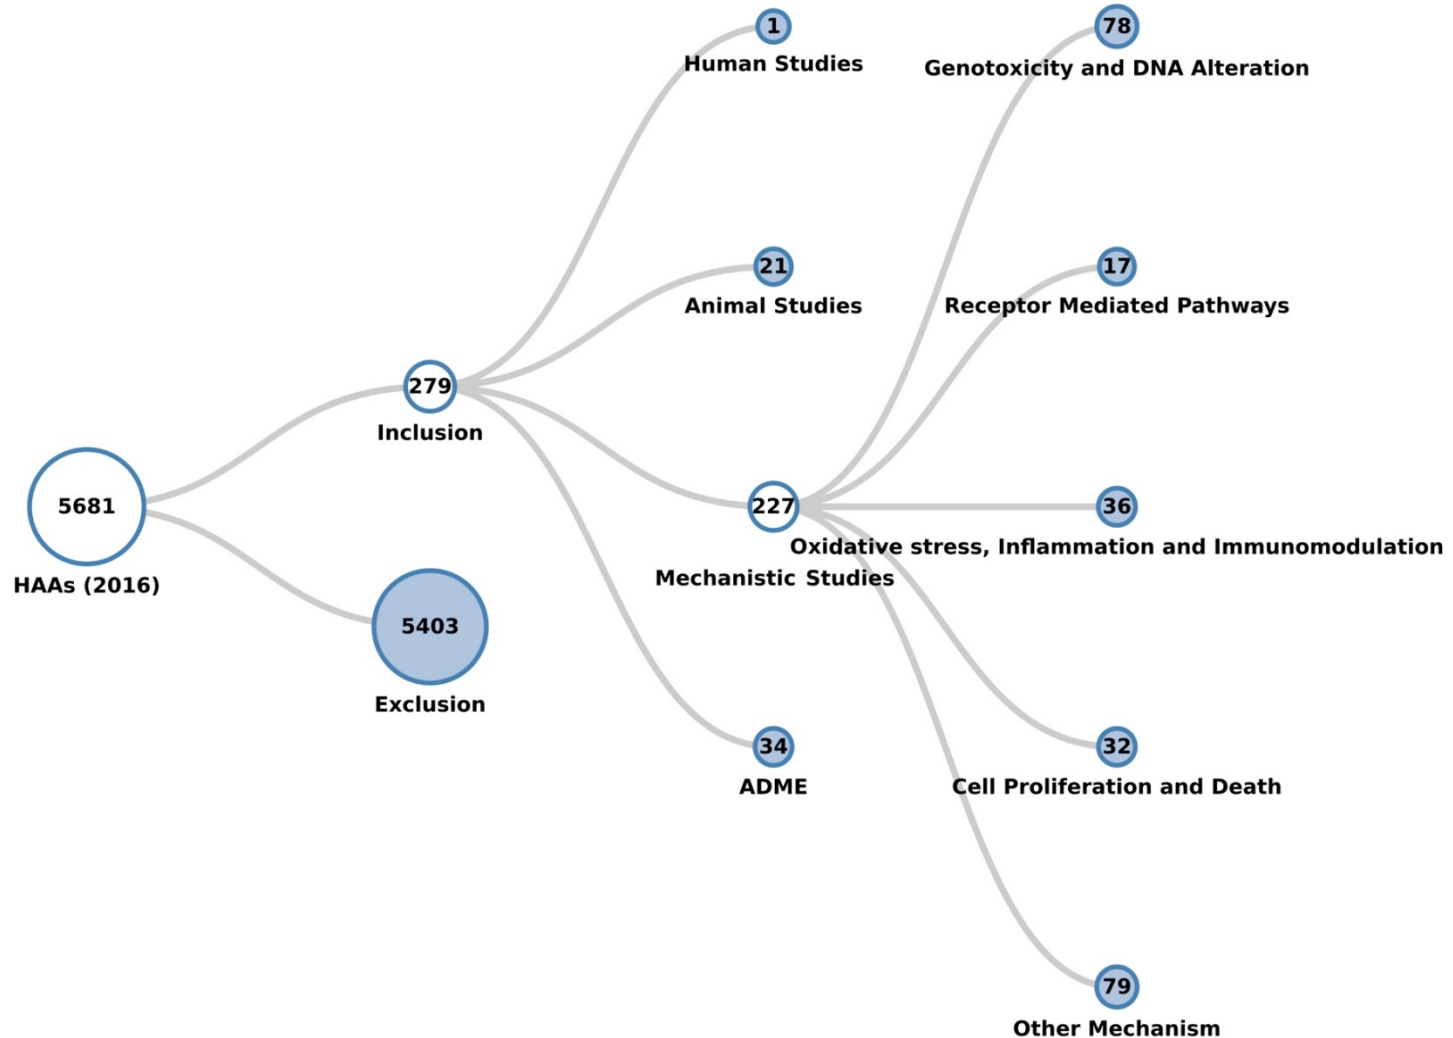 5681
HAAs (2016)
279
Inclusion
5403
Exclusion
1
Human Studies
21
Animal Studies
227
Mechanistic Studies
34
ADME
78
Genotoxicity and DNA Alteration
17
Receptor Mediated Pathways
36
Oxidative stress, Inflammation and Immunomodulation
32
Cell Proliferation and Death
79
Other Mechanism